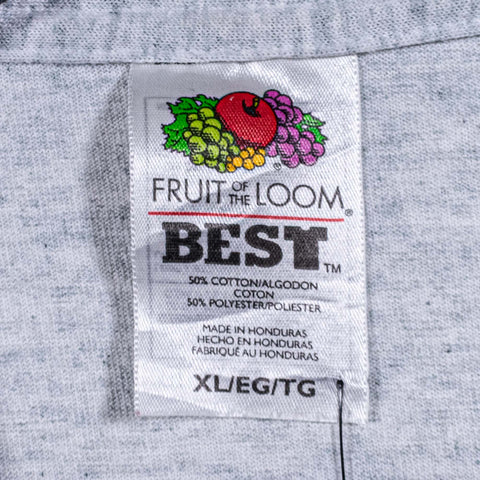 FRUIT OF THE LOOM®
BEST™
50% COTTON/ALGODON
COTON
50% POLYESTER/POLIESTER
MADE IN HONDURAS
HECHO EN HONDURAS
FABRIQUÉ AU HONDURAS
XL/EG/TG